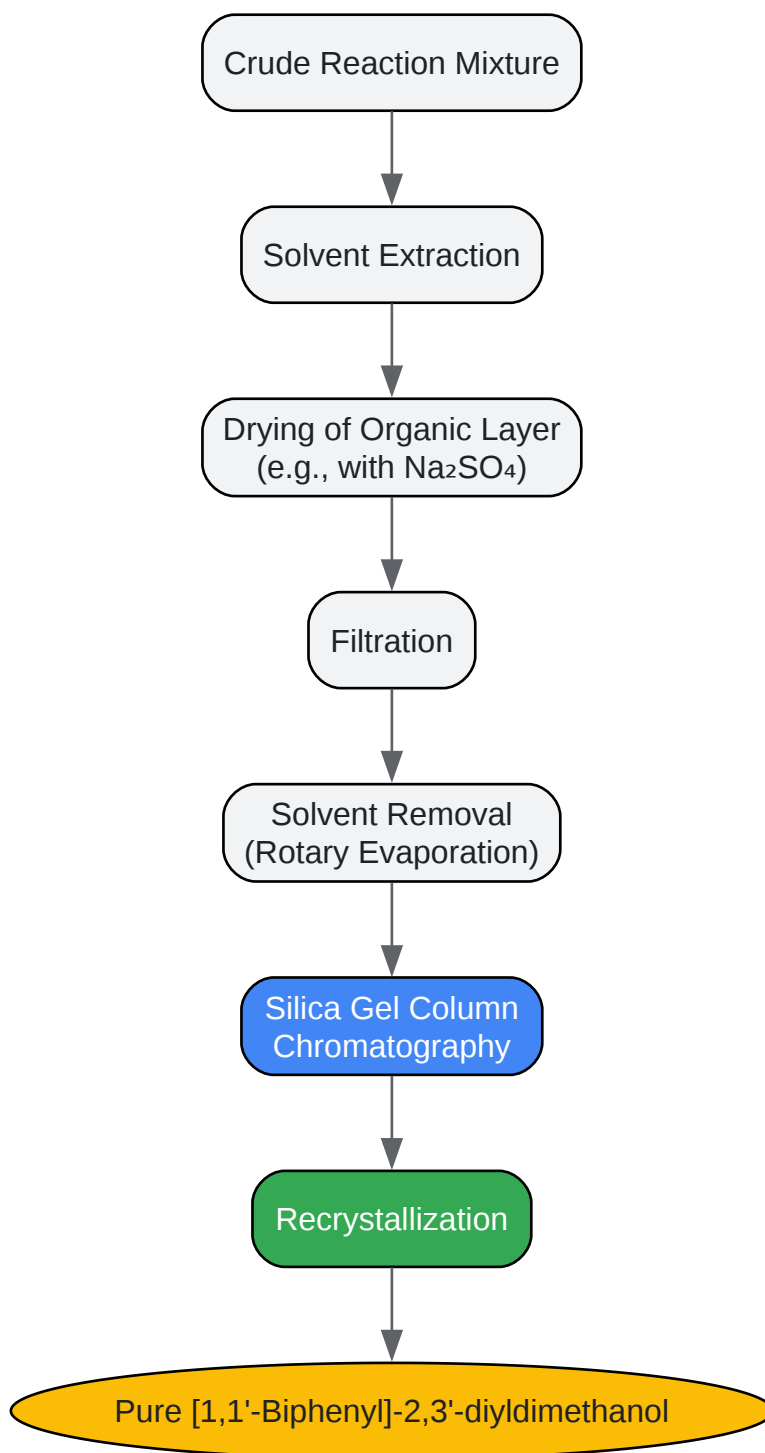 Crude Reaction Mixture
Solvent Extraction
Drying of Organic Layer
(e.g., with Na₂SO₄)
Filtration
Solvent Removal
(Rotary Evaporation)
Silica Gel Column
Chromatography
Recrystallization
Pure [1,1'-Biphenyl]-2,3'-diyldimethanol